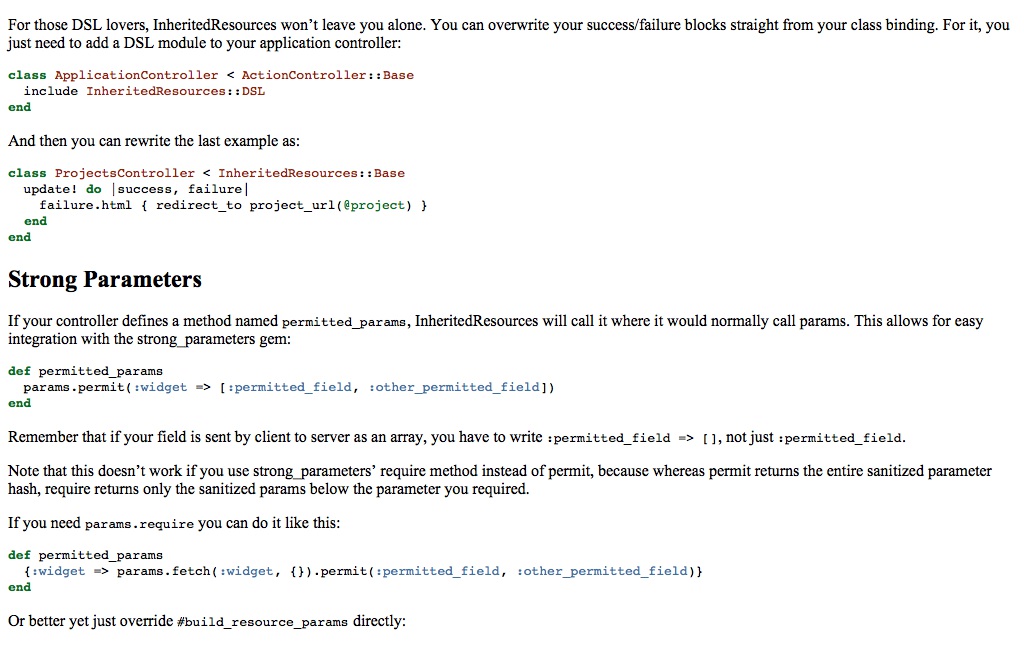 For those DSL lovers, InheritedResources won’t leave you alone. You can overwrite your success/failure blocks straight from your class binding. For it, you
just need to add a DSL module to your application controller:
class ApplicationController < ActionController::Base
  include InheritedResources::DSL
end
And then you can rewrite the last example as:
class ProjectsController < InheritedResources::Base
  update! do |success, failure|
    failure.html { redirect_to project_url(@project) }
  end
end
Strong Parameters
If your controller defines a method named permitted_params, InheritedResources will call it where it would normally call params. This allows for easy
integration with the strong_parameters gem:
def permitted_params
  params.permit(:widget => [:permitted_field, :other_permitted_field])
end
Remember that if your field is sent by client to server as an array, you have to write :permitted_field => [], not just :permitted_field.
Note that this doesn’t work if you use strong_parameters’ require method instead of permit, because whereas permit returns the entire sanitized parameter
hash, require returns only the sanitized params below the parameter you required.
If you need params.require you can do it like this:
def permitted_params
  {:widget => params.fetch(:widget, {}).permit(:permitted_field, :other_permitted_field)}
end
Or better yet just override #build_resource_params directly: